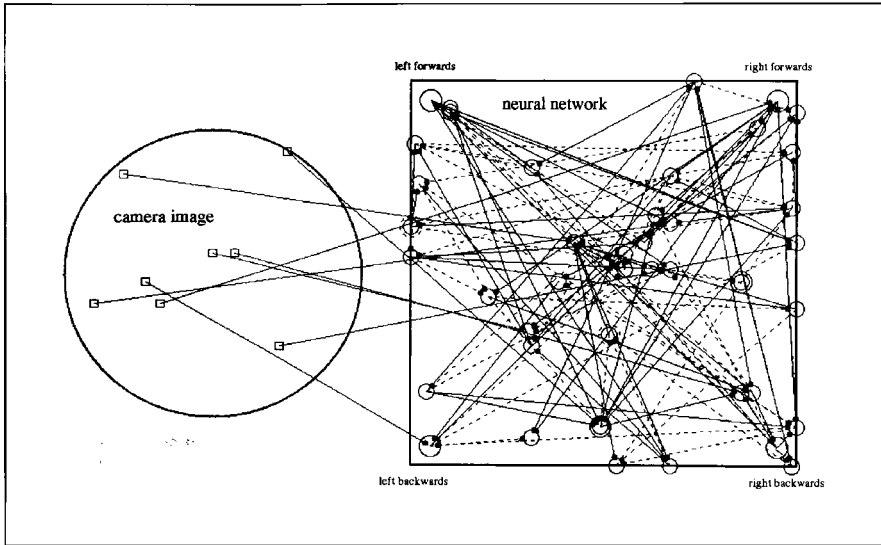 left forwards
right forwards
neural network
camera image
left backwards
right backwards